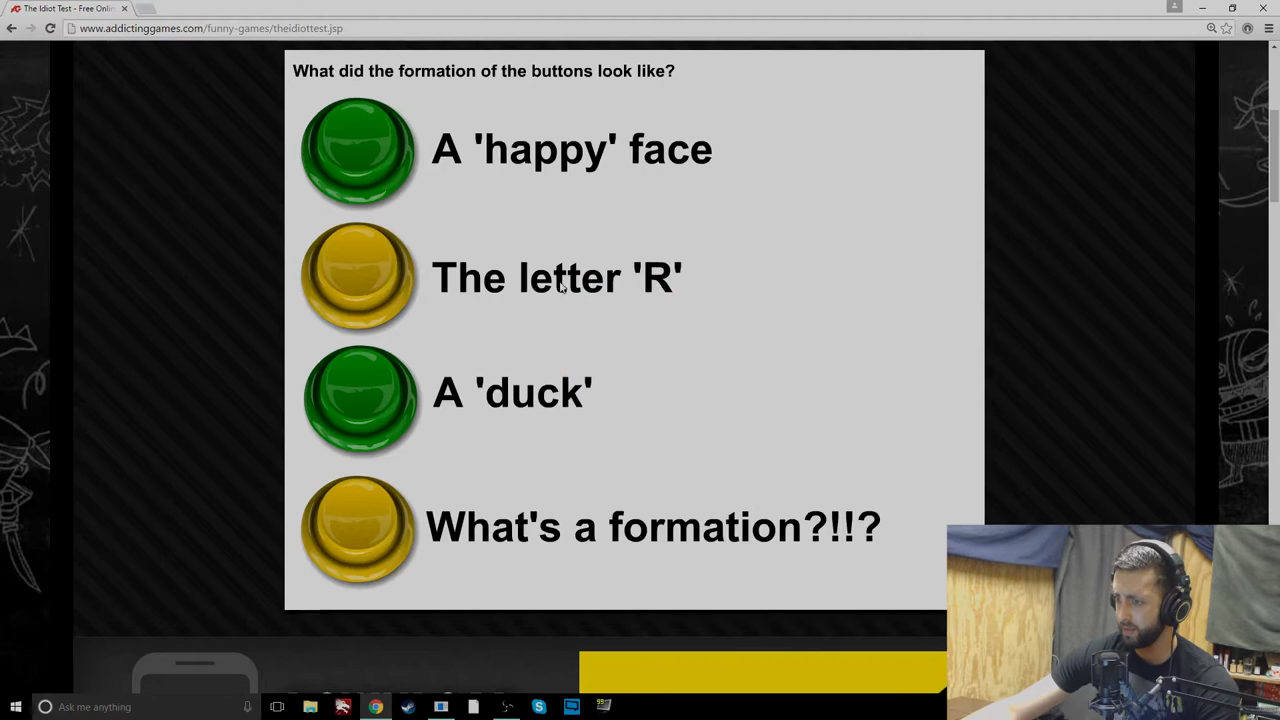 The Idiot Test - Free Onlin
www.addictinggames.com/funny-games/theidiottest.jsp
What did the formation of the buttons look like?
A 'happy' face
The letter 'R'
A 'duck'
What's a formation?!!?
Ask me anything